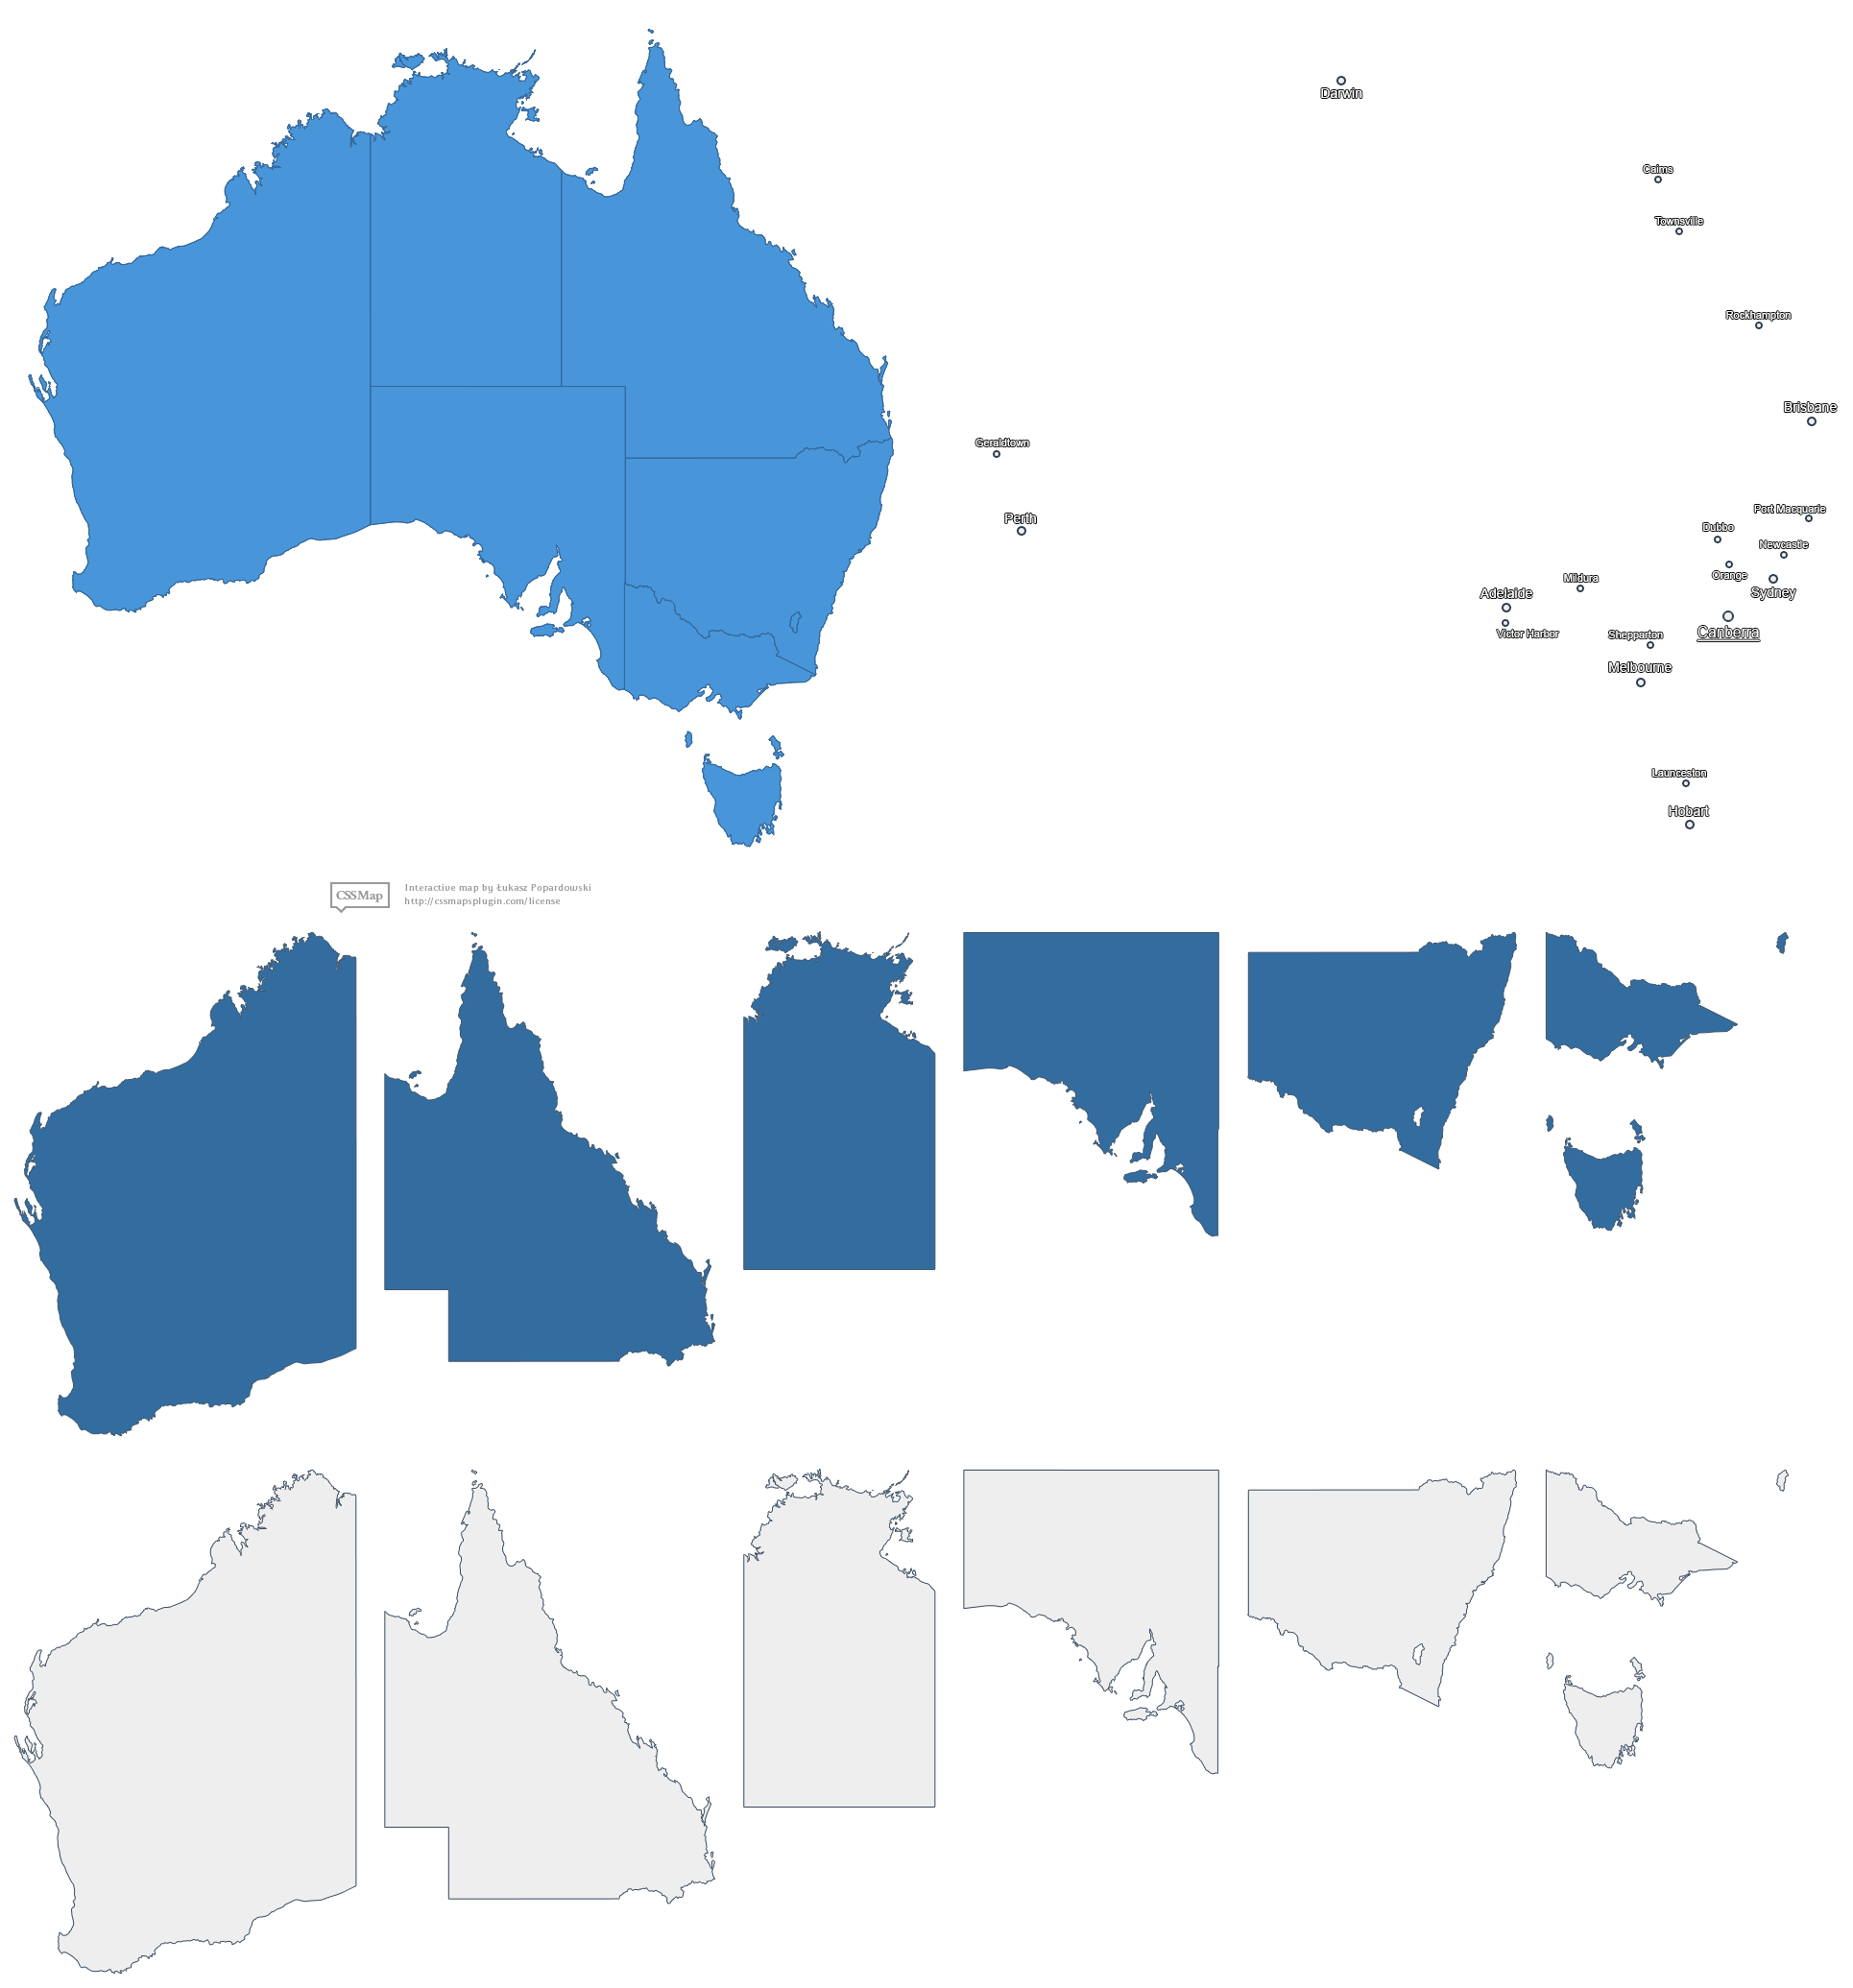 Darwin
Cairns
Townsville
Rockhampton
Brisbane
Geraldtown
Perth
Port Macquarie
Dubbo
Newcastle
Orange
Mildura
Sydney
Adelaide
Victor Harbor
Canberra
Shepparton
Melbourne
Launceston
Hobart
CSSMap
Interactive map by Łukasz Popardowski
http://cssmapsplugin.com/license